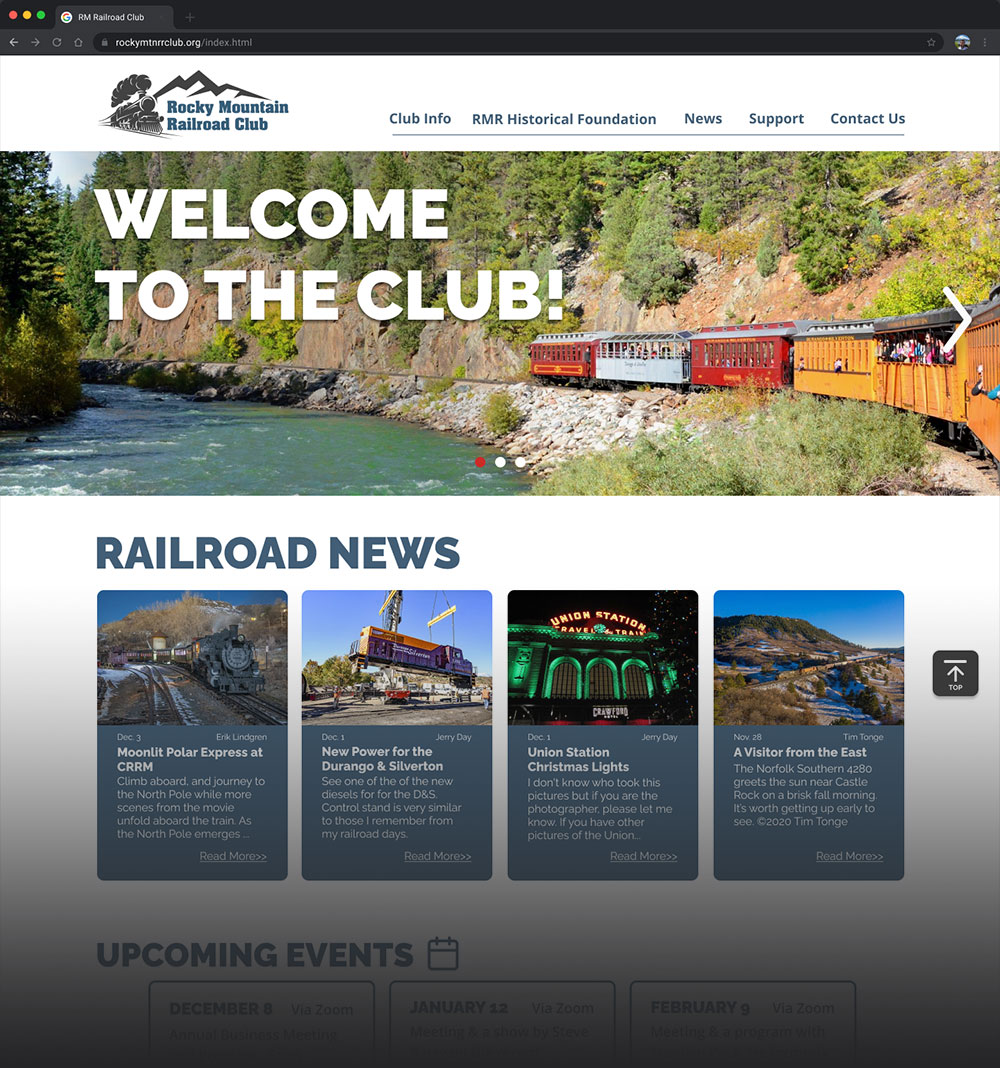 RM Railroad Club
rockymtnrrclub.org/index.html
Rocky Mountain
Railroad Club
Club Info RMR Historical Foundation News Support Contact Us
WELCOME
TO THE CLUB!
RAILROAD NEWS
UNION STATION
TRAVEL by TRAIN
CRAWFORD
HOTEL
TOP
Dec. 3 Erik Lindgren
Moonlit Polar Express at
CRRM
Climb aboard, and journey to
the North Pole while more
scenes from the movie
unfold aboard the train. As
the North Pole emerges ...
Read More>>
Dec. 1 Jerry Day
New Power for the
Durango & Silverton
See one of the of the new
diesels for for the D&S.
Control stand is very similar
to those I remember from
my railroad days.
Read More>>
Dec. 1 Jerry Day
Union Station
Christmas Lights
I don't know who took this
pictures but if you are the
photographer, please let me
know. If you have other
pictures of the Union...
Read More>>
Nov. 28 Tim Tonge
A Visitor from the East
The Norfolk Southern 4280
greets the sun near Castle
Rock on a brisk fall morning.
It's worth getting up early to
see. ©2020 Tim Tonge
Read More>>
UPCOMING EVENTS
DECEMBER 8 Via Zoom
Annual Business Meeting
JANUARY 12 Via Zoom
Meeting & a show by Steve
FEBRUARY 9 Via Zoom
Meeting & a program with